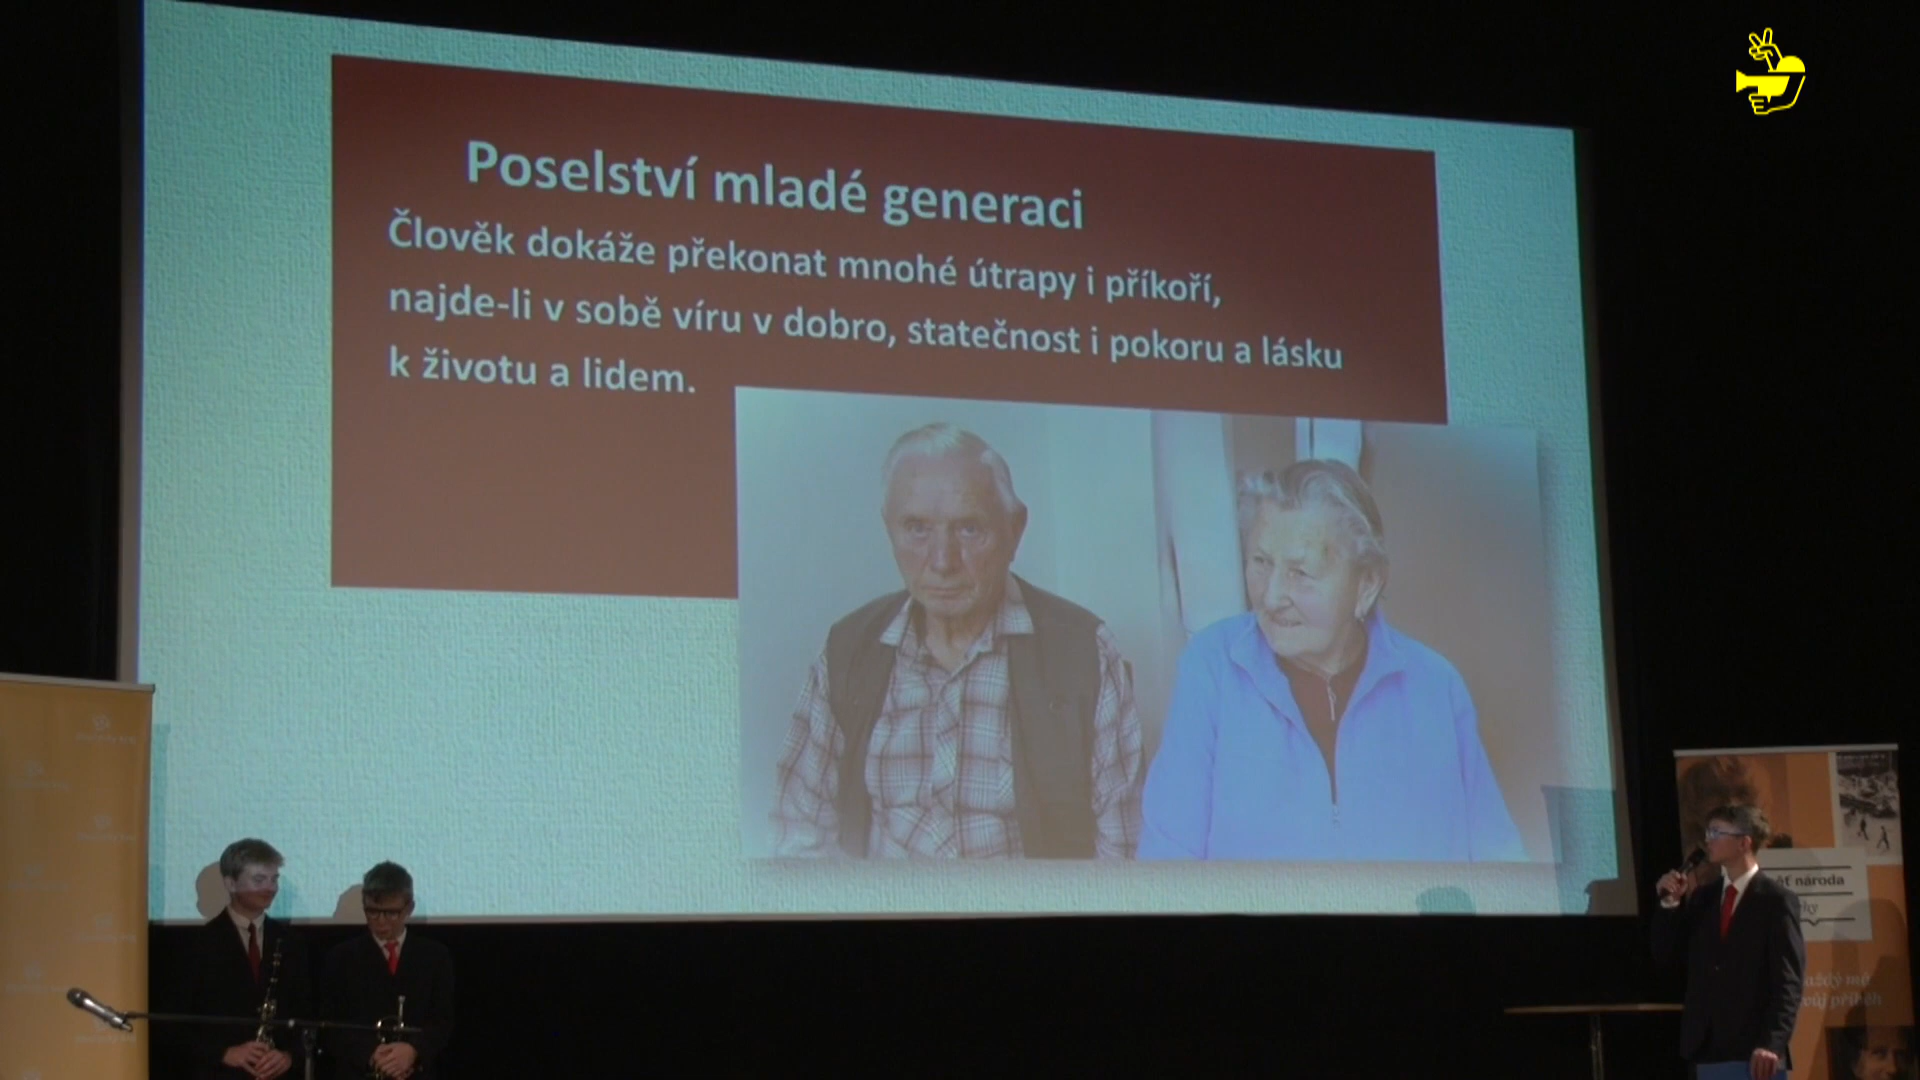 Poselství mladé generaci
Člověk dokáže překonat mnohé útrapy i příkoří,
najde-li v sobě víru v dobro, statečnost i pokoru a lásku
k životu a lidem.
národa